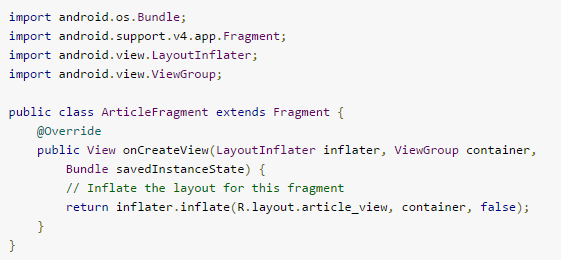 import android.os.Bundle;
import android.support.v4.app.Fragment;
import android.view.LayoutInflater;
import android.view.ViewGroup;

public class ArticleFragment extends Fragment {
    @Override
    public View onCreateView(LayoutInflater inflater, ViewGroup container,
        Bundle savedInstanceState) {
        // Inflate the layout for this fragment
        return inflater.inflate(R.layout.article_view, container, false);
    }
}